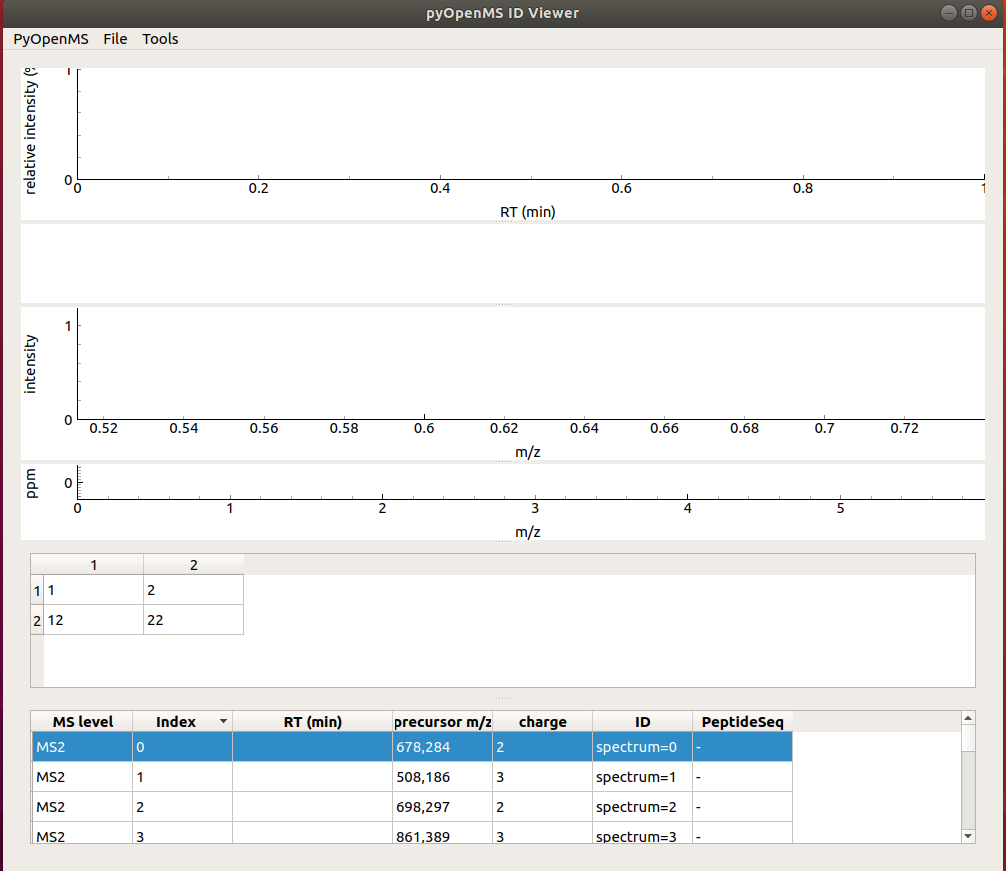 pyOpenMS ID Viewer
PyOpenMS File Tools
relative intensity (%
1
0
0 0.2 0.4 0.6 0.8 1
RT (min)
intensity
1
0
0.52 0.54 0.56 0.58 0.6 0.62 0.64 0.66 0.68 0.7 0.72
m/z
ppm
0
0 1 2 3 4 5
m/z
1 2
1 1 2
2 12 22
MS level Index RT (min) precursor m/z charge ID PeptideSeq
MS2 0 678,284 2 spectrum=0 -
MS2 1 508,186 3 spectrum=1 -
MS2 2 698,297 2 spectrum=2 -
MS2 3 861,389 3 spectrum=3 -